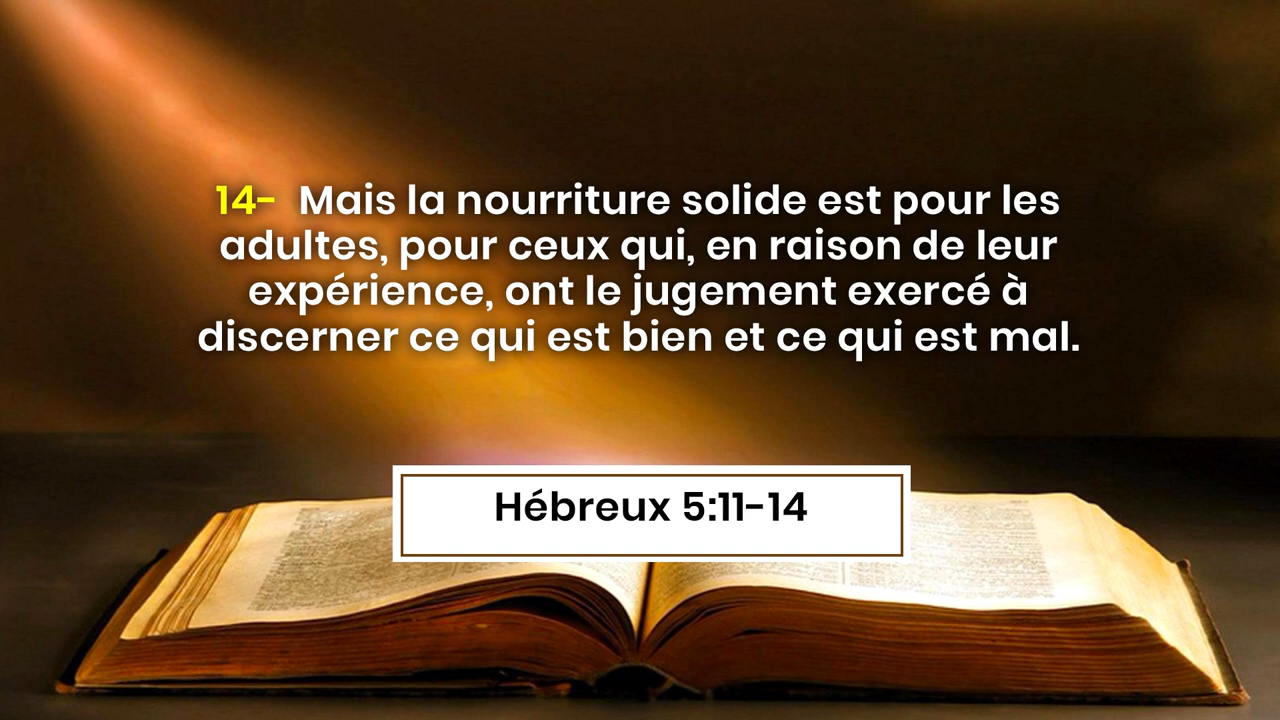 14- Mais la nourriture solide est pour les
adultes, pour ceux qui, en raison de leur
expérience, ont le jugement exercé à
discerner ce qui est bien et ce qui est mal.
Hébreux 5:11-14